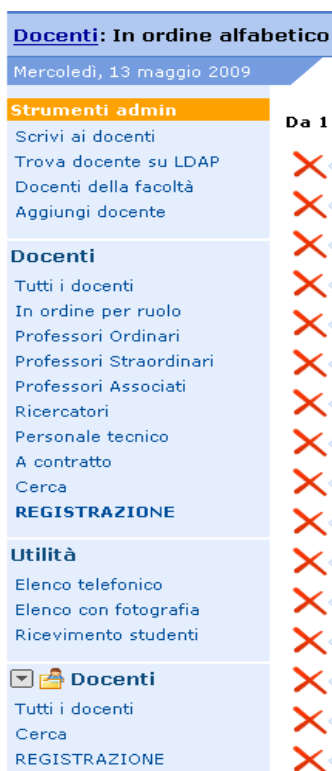 Docenti: In ordine alfabetico
Mercoledì, 13 maggio 2009
Strumenti admin
Scrivi ai docenti
Trova docente su LDAP
Docenti della facoltà
Aggiungi docente
Da 1
Docenti
Tutti i docenti
In ordine per ruolo
Professori Ordinari
Professori Straordinari
Professori Associati
Ricercatori
Personale tecnico
A contratto
Cerca
REGISTRAZIONE
Utilità
Elenco telefonico
Elenco con fotografia
Ricevimento studenti
Docenti
Tutti i docenti
Cerca
REGISTRAZIONE